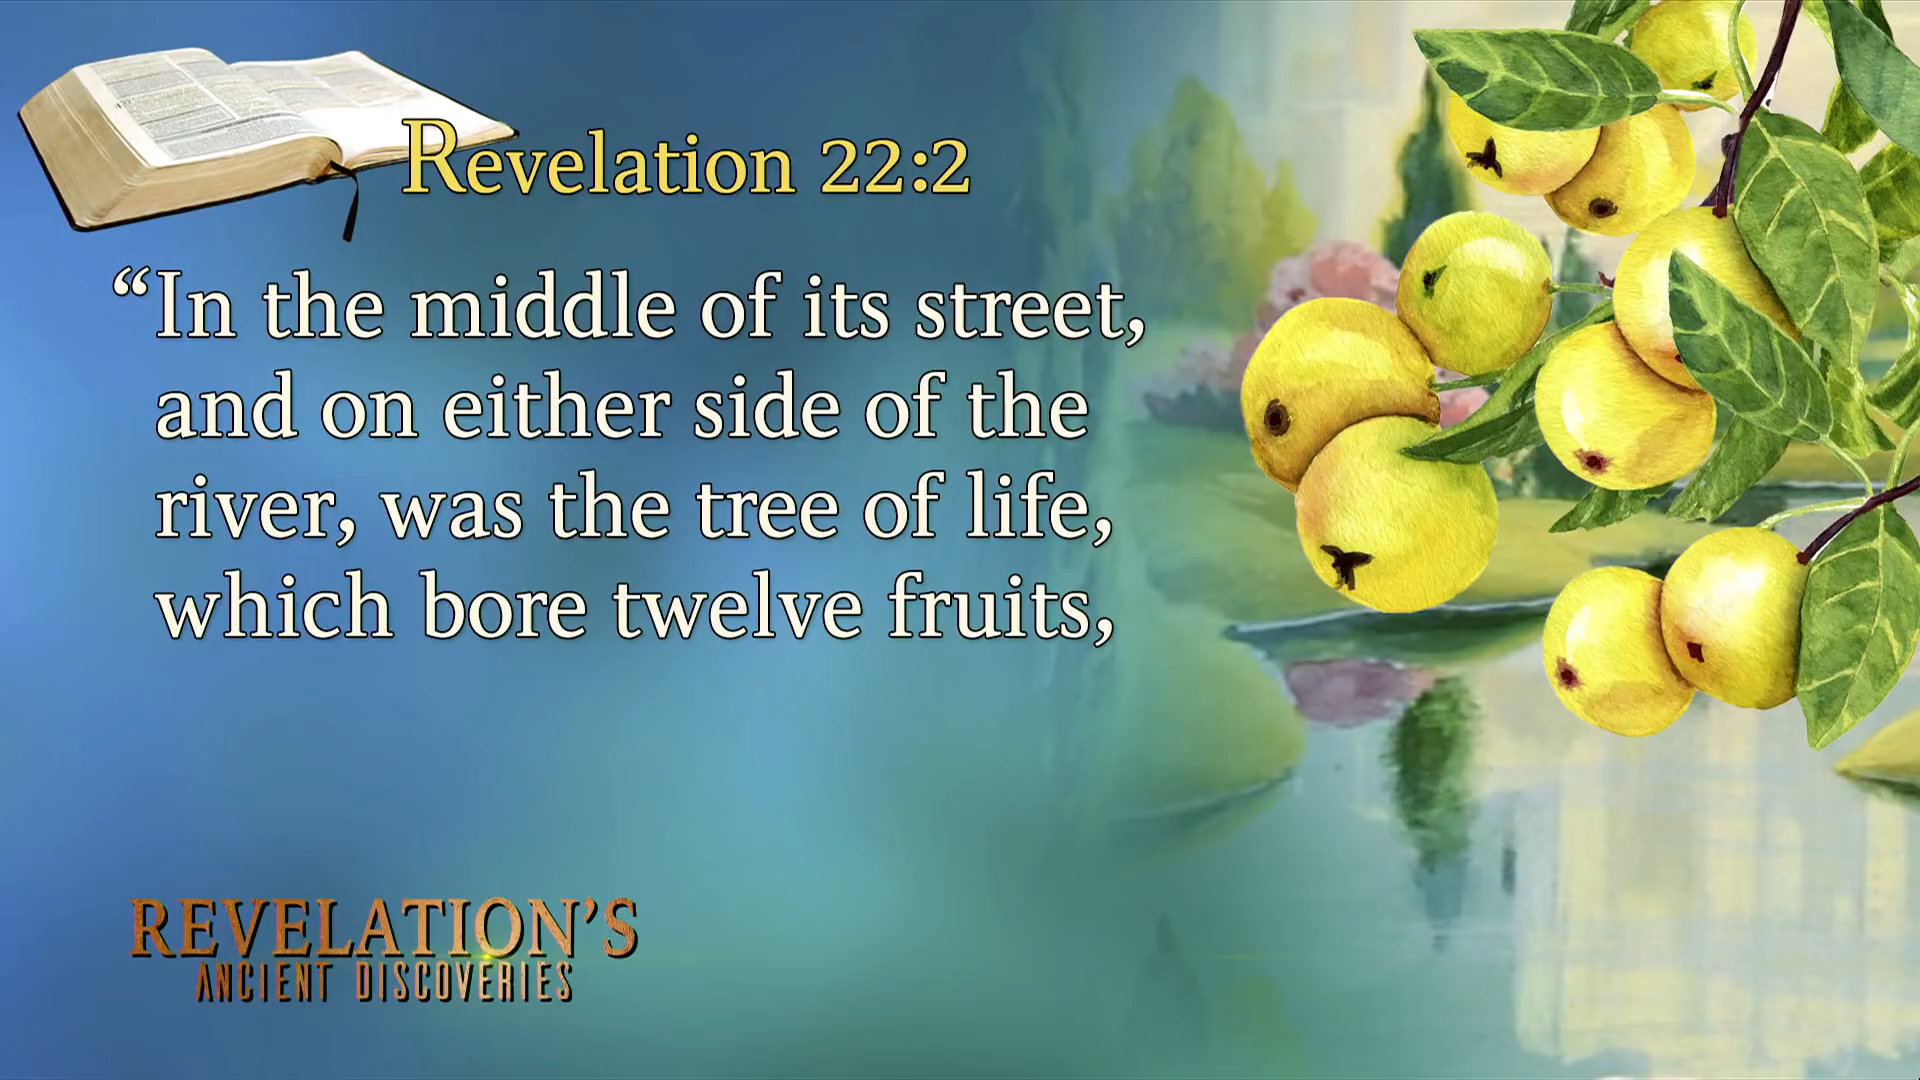 Revelation 22:2
“In the middle of its street,
and on either side of the
river, was the tree of life,
which bore twelve fruits,
REVELATION’S
ANCIENT DISCOVERIES